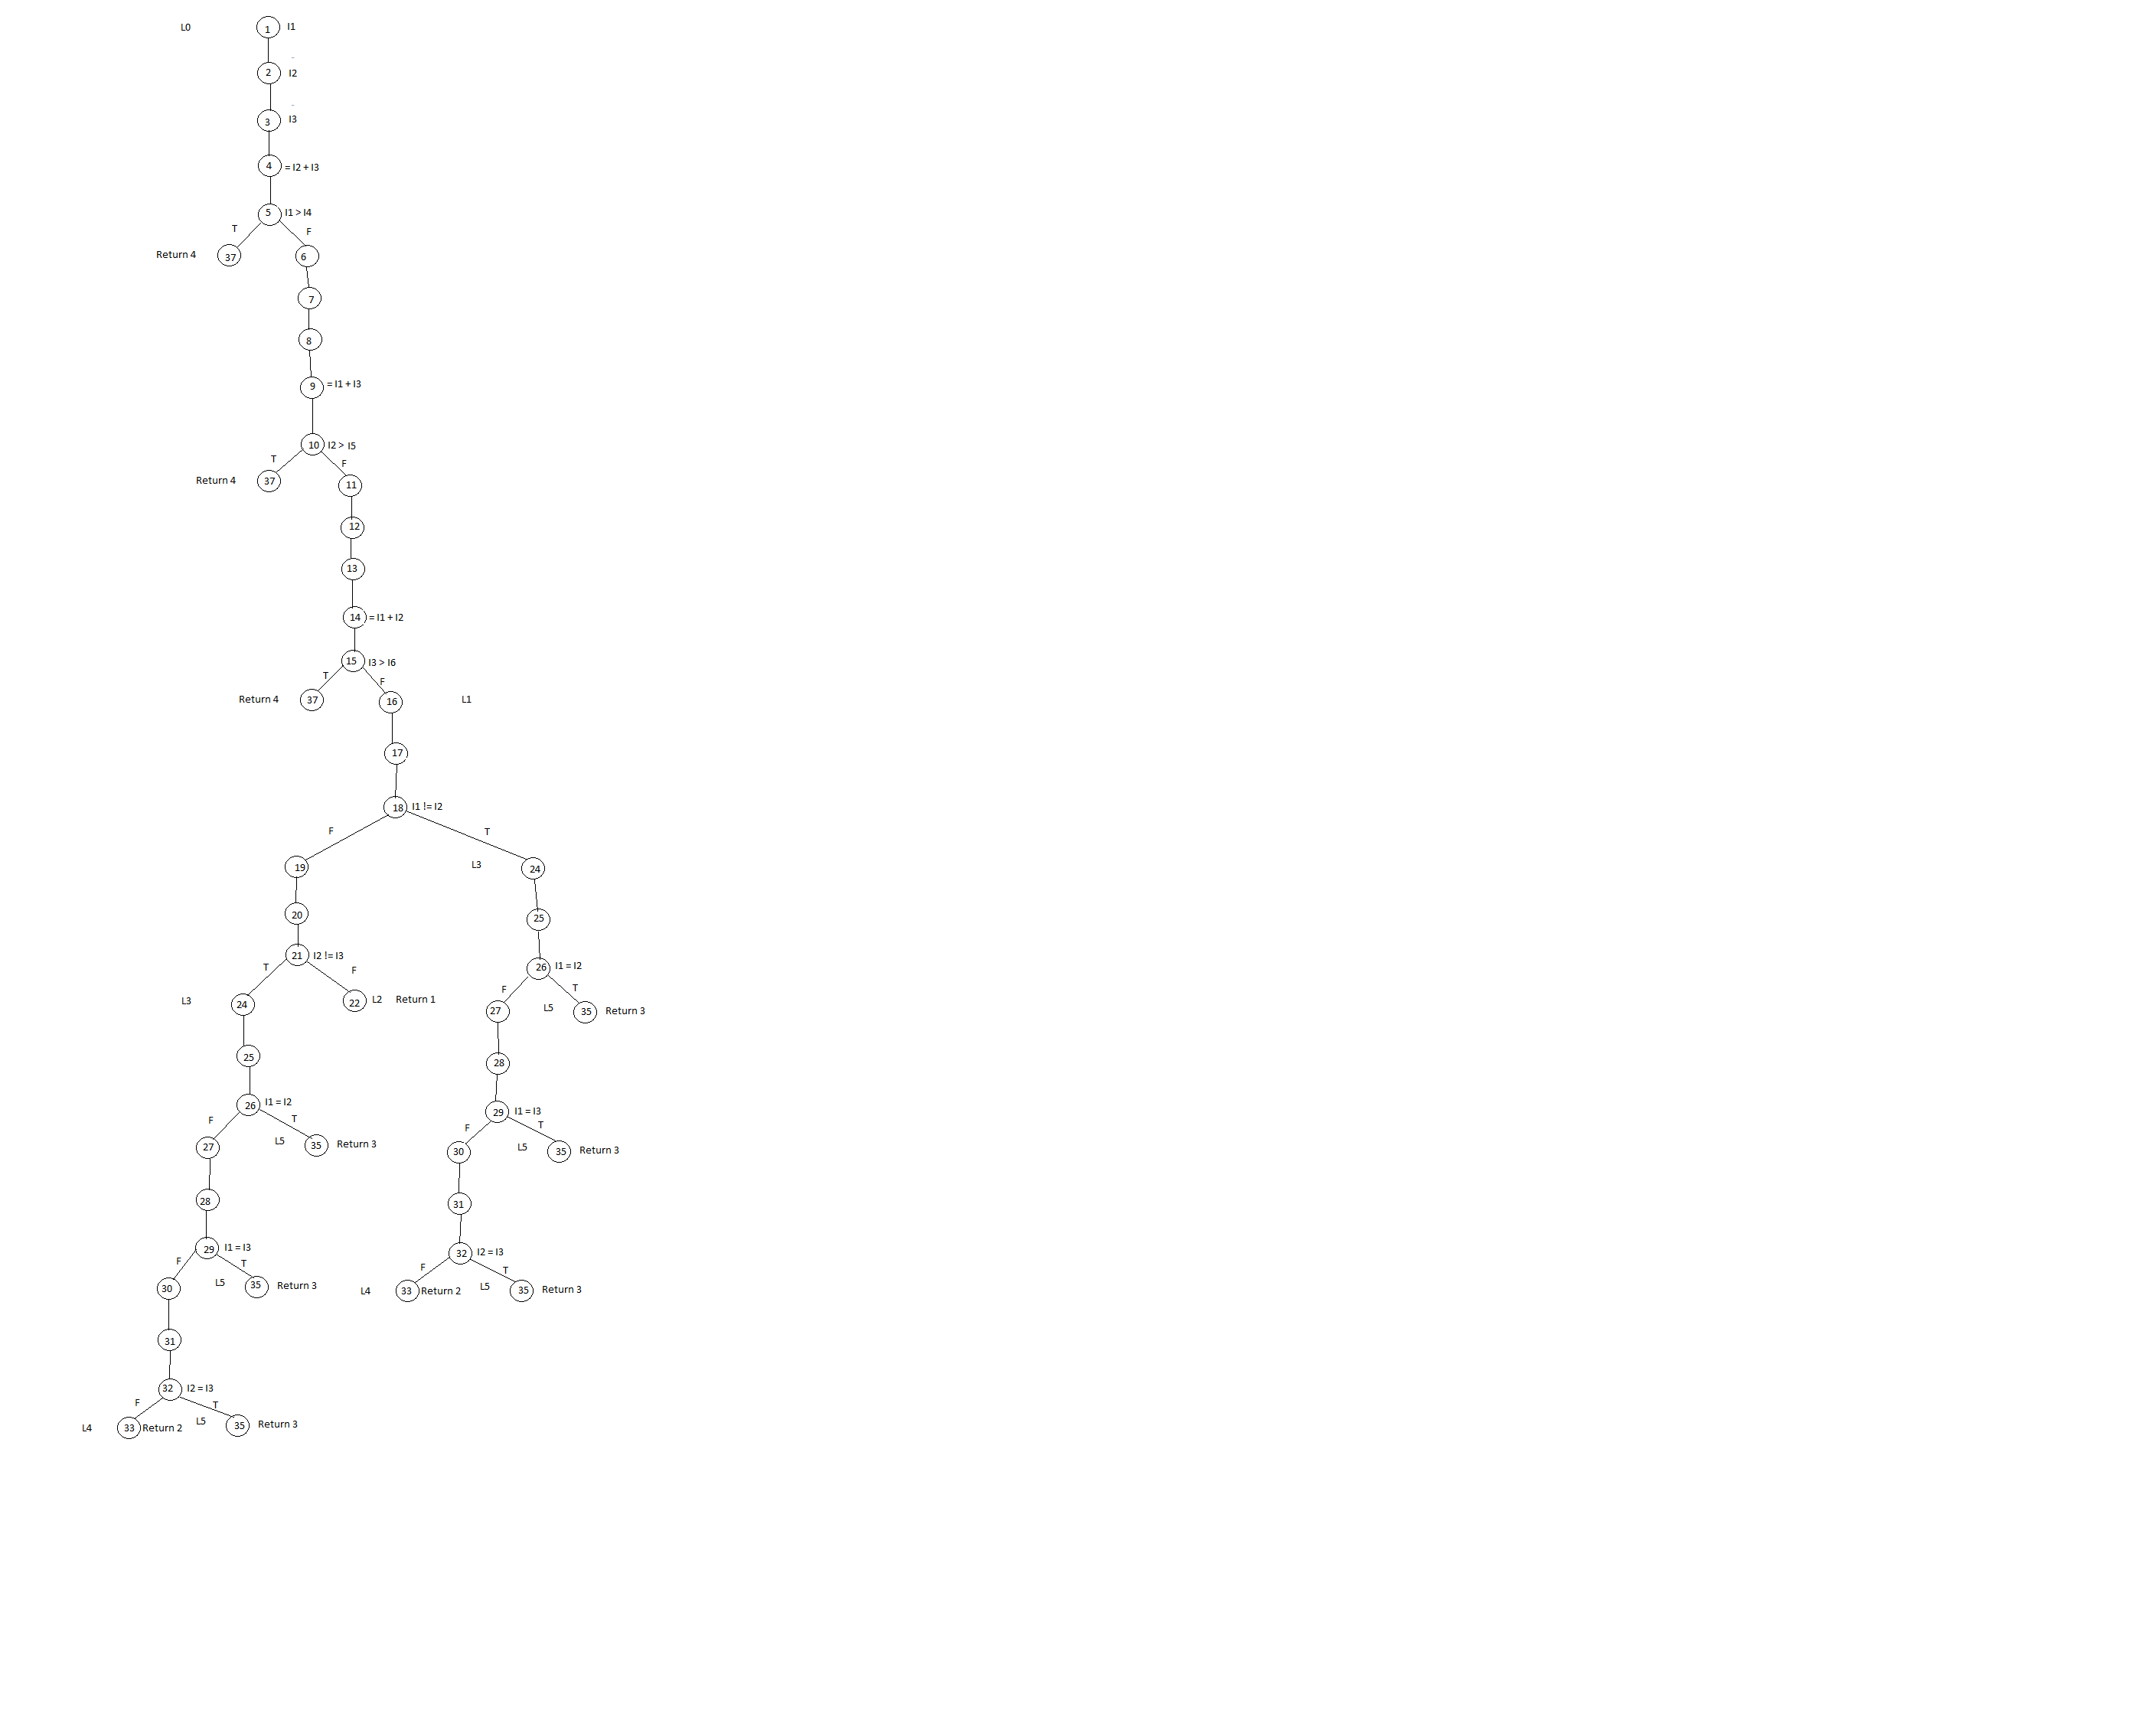 L0 1 I1
2 I2
3 I3
4 = I2 + I3
5 I1 > I4
T F
Return 4 37 6
7
8
9 = I1 + I3
10 I2 > I5
T F
Return 4 37 11
12
13
14 = I1 + I2
15 I3 > I6
T F
Return 4 37 16 L1
17
18 I1 != I2
F T
19 L3 24
20 25
21 I2 != I3 26 I1 = I2
T F F T
L3 24 22 L2 Return 1 27 L5 35 Return 3
25 28
26 I1 = I2 29 I1 = I3
F T F T
27 L5 35 Return 3 30 L5 35 Return 3
28 31
29 I1 = I3 32 I2 = I3
F T F T
30 L5 35 Return 3 L4 33 Return 2 L5 35 Return 3
31
32 I2 = I3
F T
L4 33 Return 2 L5 35 Return 3